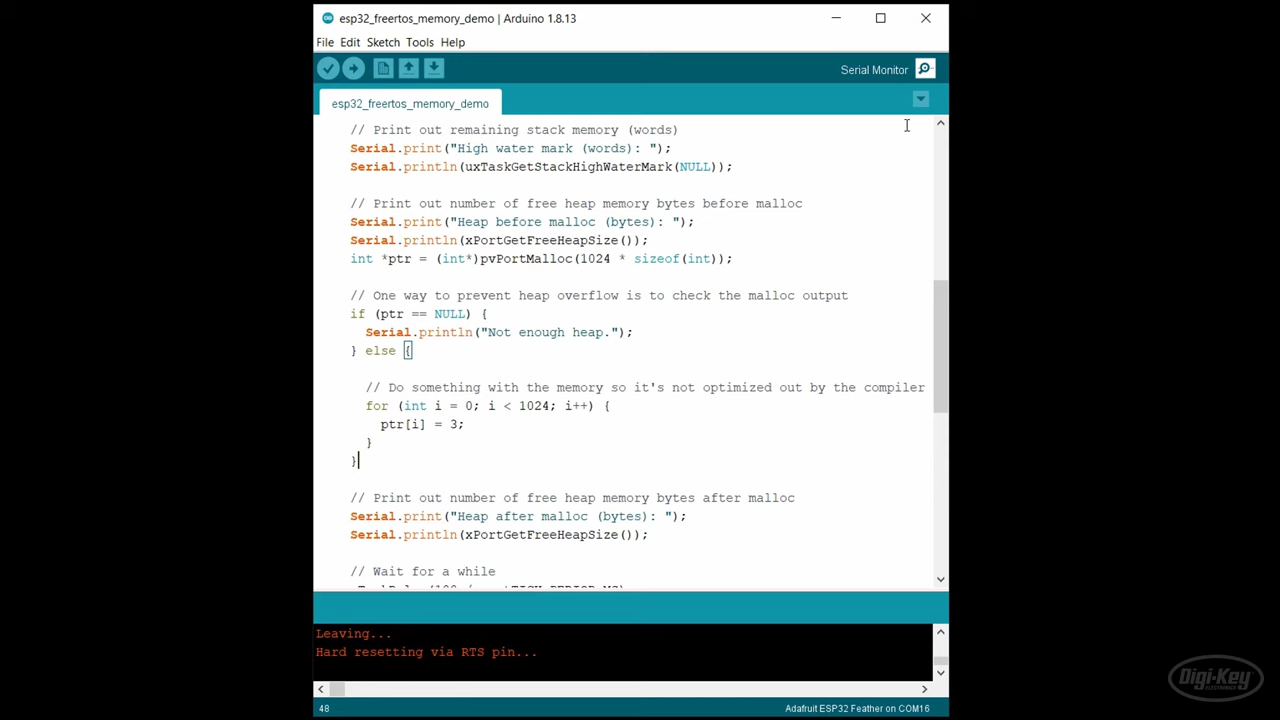 esp32_freertos_memory_demo | Arduino 1.8.13
File Edit Sketch Tools Help
Serial Monitor
esp32_freertos_memory_demo
// Print out remaining stack memory (words)
Serial.print("High water mark (words): ");
Serial.println(uxTaskGetStackHighWaterMark(NULL));
// Print out number of free heap memory bytes before malloc
Serial.print("Heap before malloc (bytes): ");
Serial.println(xPortGetFreeHeapSize());
int *ptr = (int*)pvPortMalloc(1024 * sizeof(int));
// One way to prevent heap overflow is to check the malloc output
if (ptr == NULL) {
Serial.println("Not enough heap.");
} else {
// Do something with the memory so it's not optimized out by the compiler
for (int i = 0; i < 1024; i++) {
ptr[i] = 3;
}
}
// Print out number of free heap memory bytes after malloc
Serial.print("Heap after malloc (bytes): ");
Serial.println(xPortGetFreeHeapSize());
// Wait for a while
Leaving...
Hard resetting via RTS pin...
48
Adafruit ESP32 Feather on COM16
Digi-Key
ELECTRONICS